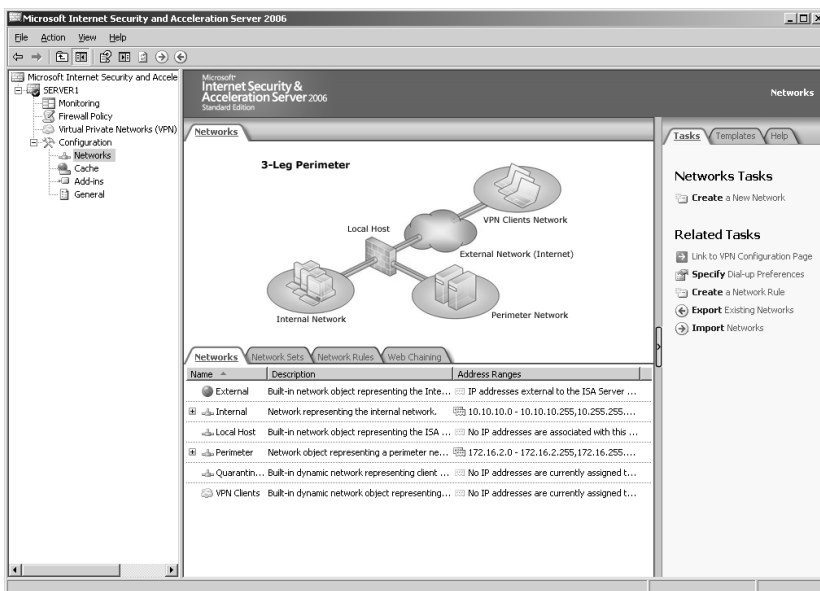 Microsoft Internet Security and Acceleration Server 2006
File Action View Help
Microsoft Internet Security and Accele
SERVER1
Monitoring
Firewall Policy
Virtual Private Networks (VPN)
Configuration
Networks
Cache
Add-ins
General
Microsoft®
Internet Security &
Acceleration Server 2006
Standard Edition
Networks
Networks
3-Leg Perimeter
VPN Clients Network
Local Host
External Network (Internet)
Internal Network
Perimeter Network
Networks Network Sets Network Rules Web Chaining
Name Description Address Ranges
External Built-in network object representing the Inte... IP addresses external to the ISA Server ...
Internal Network representing the internal network. 10.10.10.0 - 10.10.10.255,10.255.255....
Local Host Built-in network object representing the ISA ... No IP addresses are associated with this ...
Perimeter Network object representing a perimeter ne... 172.16.2.0 - 172.16.2.255,172.16.255....
Quarantin... Built-in dynamic network representing client ... No IP addresses are currently assigned t...
VPN Clients Built-in dynamic network object representing... No IP addresses are currently assigned t...
Tasks Templates Help
Networks Tasks
Create a New Network
Related Tasks
Link to VPN Configuration Page
Specify Dial-up Preferences
Create a Network Rule
Export Existing Networks
Import Networks